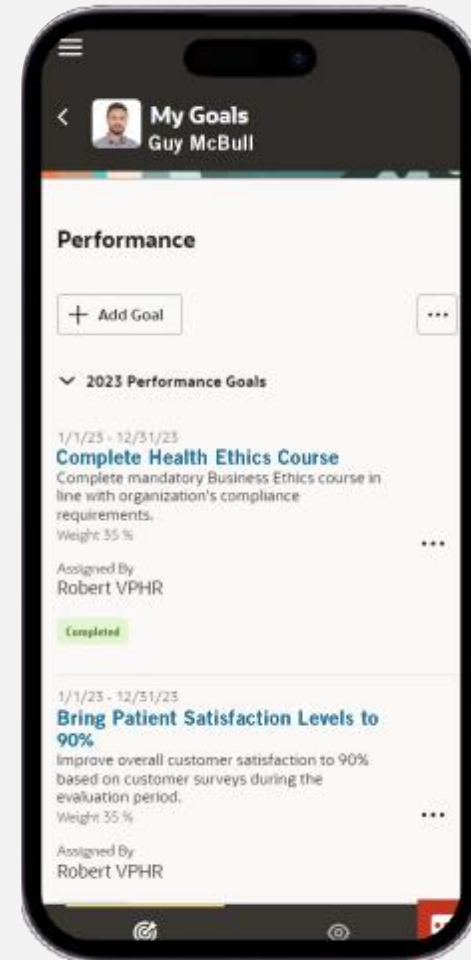 My Goals
Guy McBull
Performance
+ Add Goal
...
2023 Performance Goals
1/1/23 - 12/31/23
Complete Health Ethics Course
Complete mandatory Business Ethics course in
line with organization's compliance
requirements.
Weight 35 %
...
Assigned By
Robert VPHR
Completed
1/1/23 - 12/31/23
Bring Patient Satisfaction Levels to
90%
Improve overall customer satisfaction to 90%
based on customer surveys during the
evaluation period.
Weight 35 %
...
Assigned By
Robert VPHR